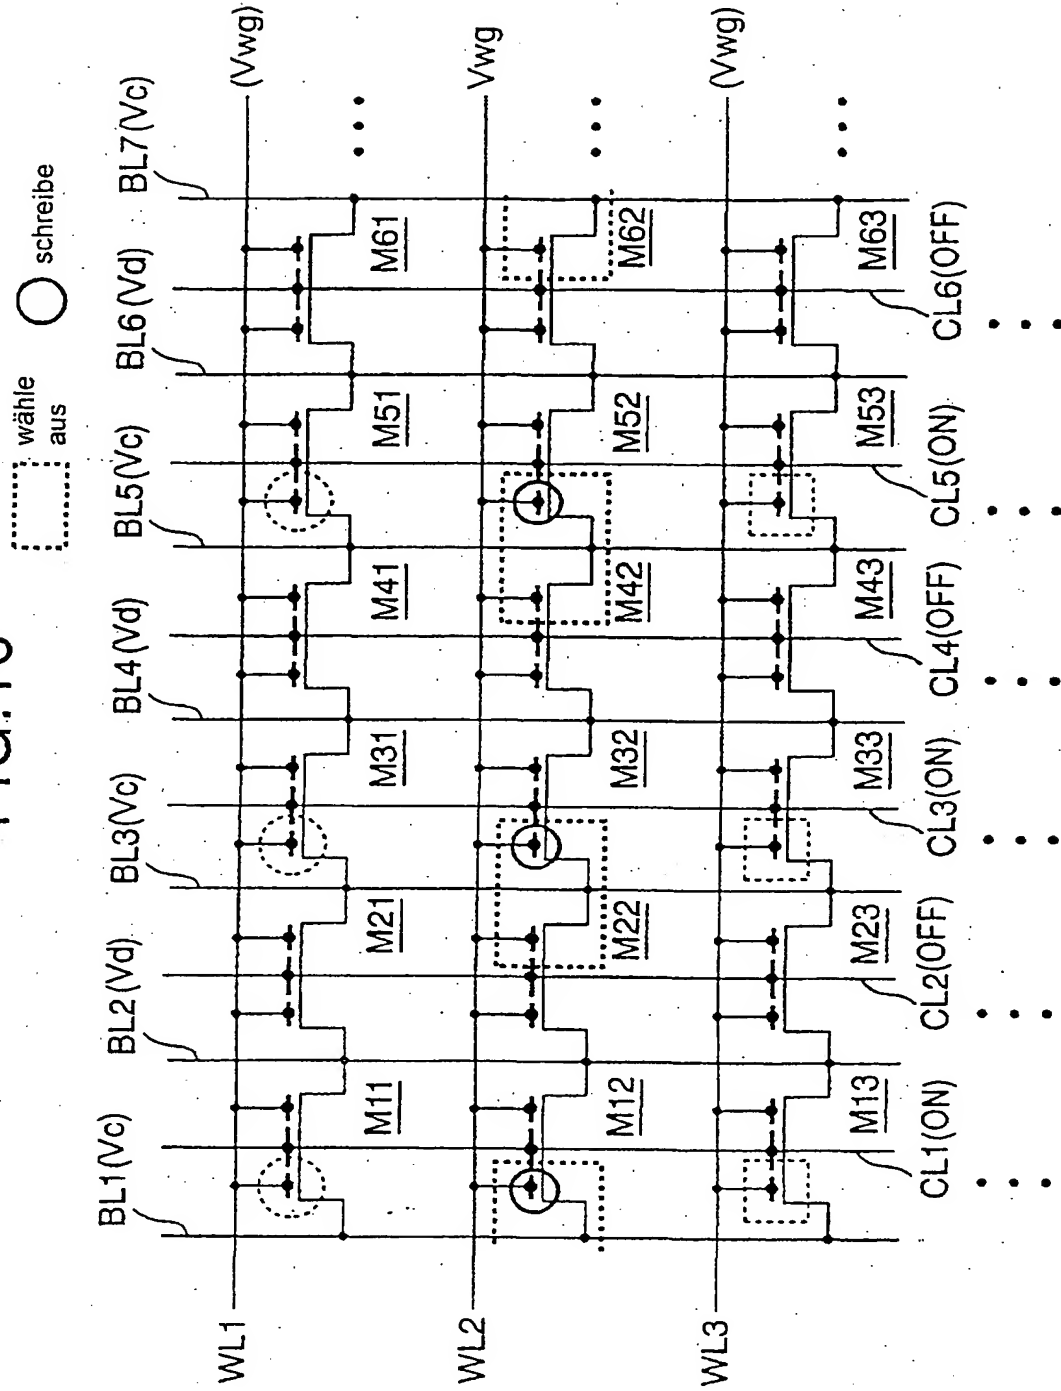 wähle
aus
schreibe
BL1(Vc)
BL2(Vd)
BL3(Vc)
BL4(Vd)
BL5(Vc)
BL6(Vd)
BL7(Vc)
WL1
(Vwg)
M11
M21
M31
M41
M51
M61
WL2
Vwg
M12
M22
M32
M42
M52
M62
WL3
(Vwg)
M13
M23
M33
M43
M53
M63
CL1(ON)
CL2(OFF)
CL3(ON)
CL4(OFF)
CL5(ON)
CL6(OFF)